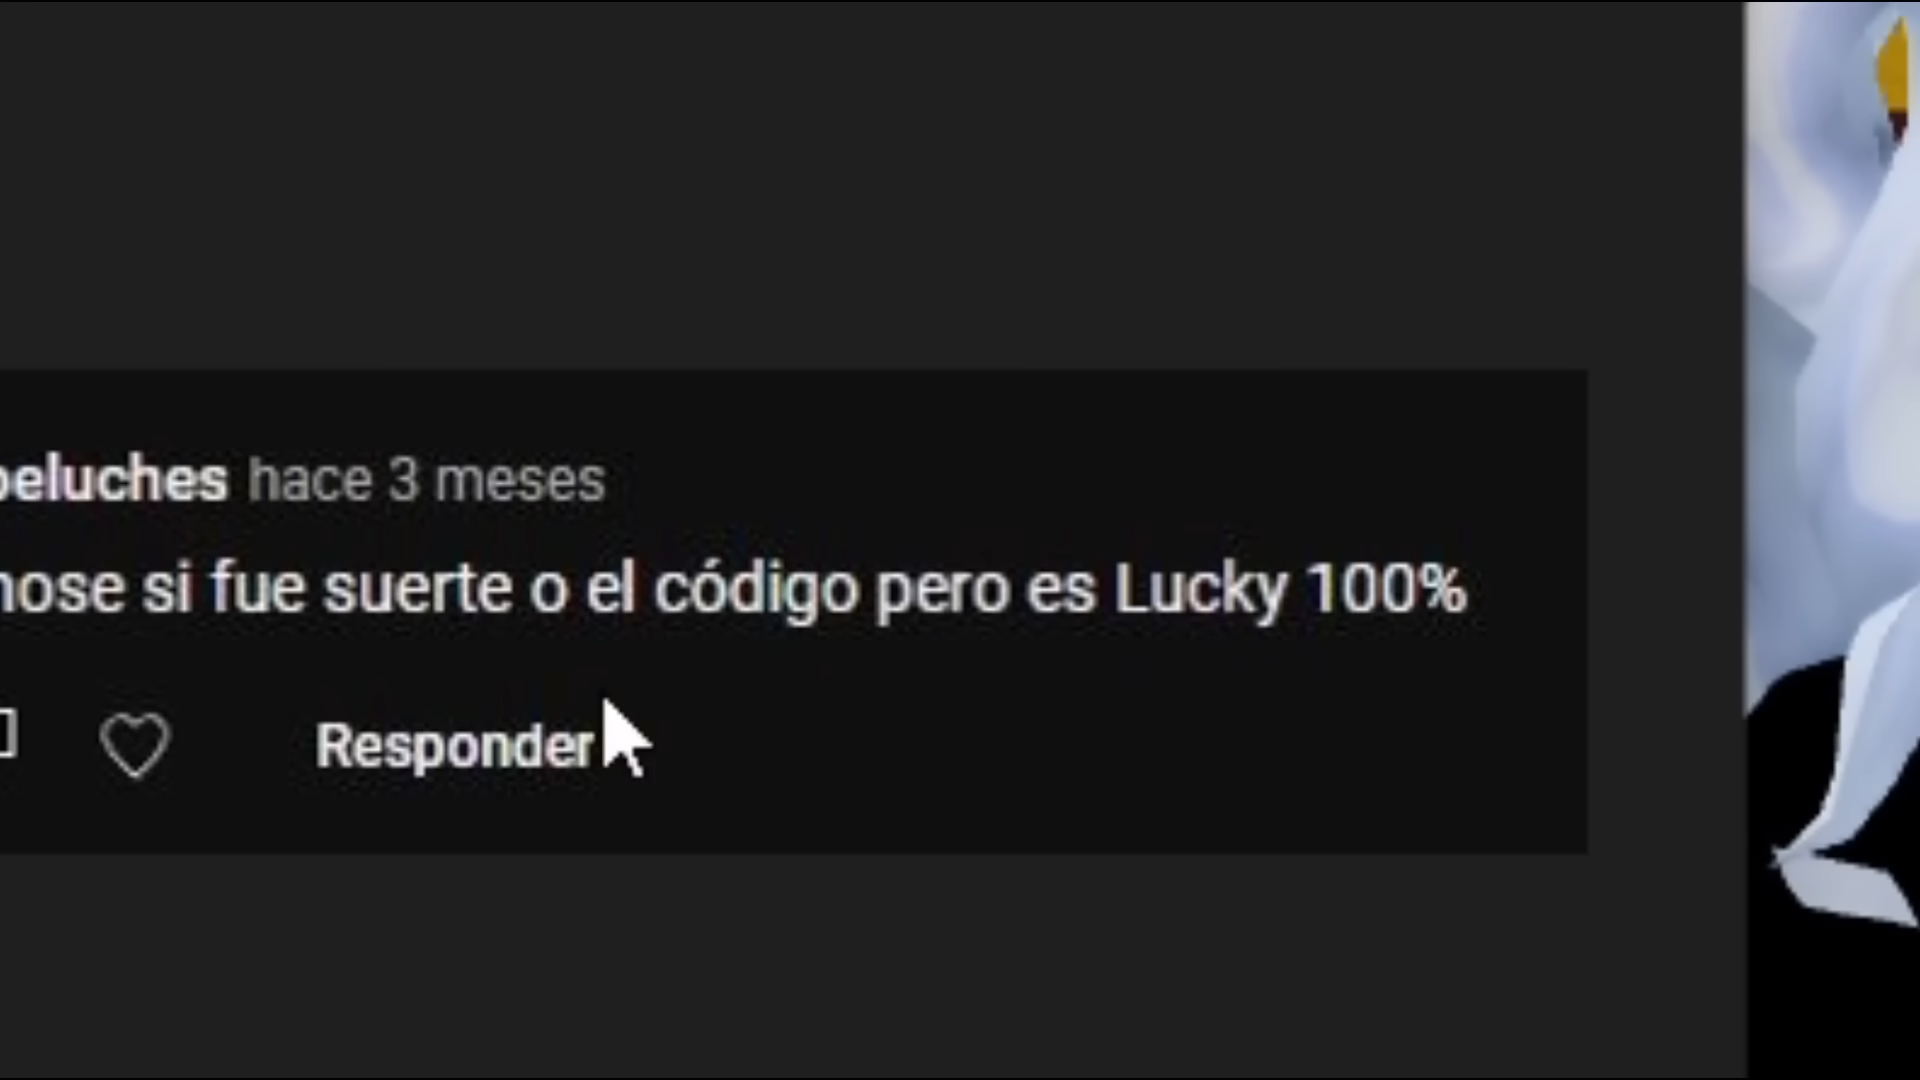 peluches hace 3 meses
nose si fue suerte o el código pero es Lucky 100%
Responder